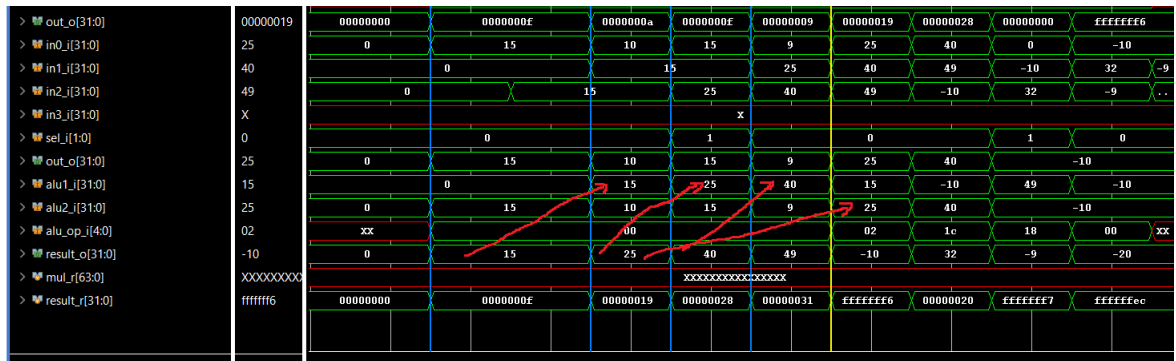 out_o[31:0] 00000019 00000000 0000000f 0000000a 0000000f 00000009 00000019 00000028 00000000 fffffff6
in0_i[31:0] 25 0 15 10 15 9 25 40 0 -10
in1_i[31:0] 40 0 15 25 40 49 -10 32 -9
in2_i[31:0] 49 0 15 25 40 49 -10 32 -9 ..
in3_i[31:0] X x
sel_i[1:0] 0 0 1 0 1 0
out_o[31:0] 25 0 15 10 15 9 25 40 -10
alu1_i[31:0] 15 0 15 25 40 15 -10 49 -10
alu2_i[31:0] 25 0 15 10 15 9 25 40 -10
alu_op_i[4:0] 02 xx 00 02 1c 18 00 xx
result_o[31:0] -10 0 15 25 40 49 -10 32 -9 -20
mul_r[63:0] XXXXXXXXX xxxxxxxxxxxxxxxx
result_r[31:0] fffffff6 00000000 0000000f 00000019 00000028 00000031 fffffff6 00000020 fffffff7 ffffffec